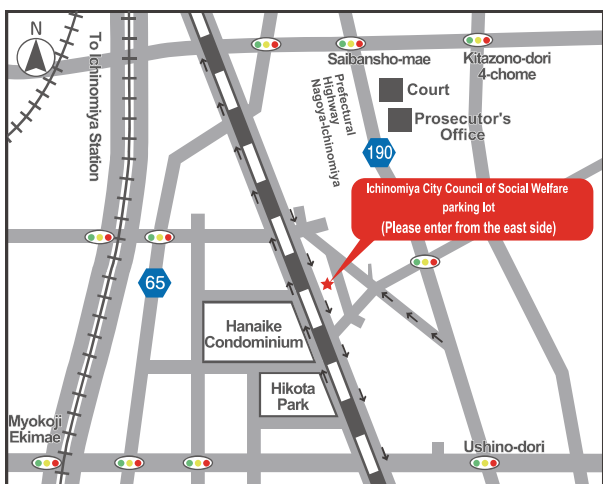 N
To Ichinomiya Station
Saibansho-mae
Kitazono-dori
4-chome
Prefectural
Highway
Nagoya-Ichinomiya
Court
Prosecutor's
Office
190
Ichinomiya City Council of Social Welfare
parking lot
(Please enter from the east side)
65
Hanaike
Condominium
Hikota
Park
Myokoji
Ekimae
Ushino-dori